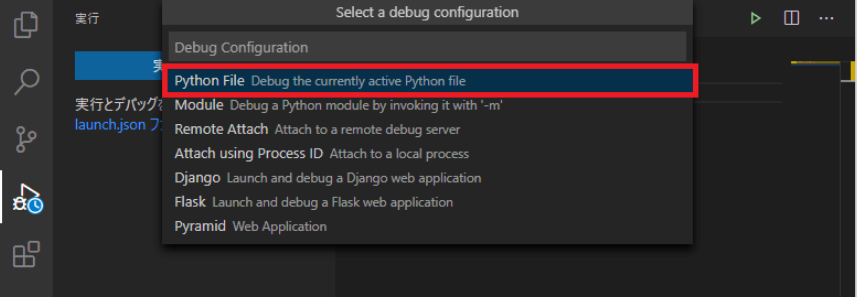 Select a debug configuration
実行
Debug Configuration
実
Python File Debug the currently active Python file
実行とデバッグを
Module Debug a Python module by invoking it with '-m'
launch.json フ
Remote Attach Attach to a remote debug server
Attach using Process ID Attach to a local process
Django Launch and debug a Django web application
Flask Launch and debug a Flask web application
Pyramid Web Application